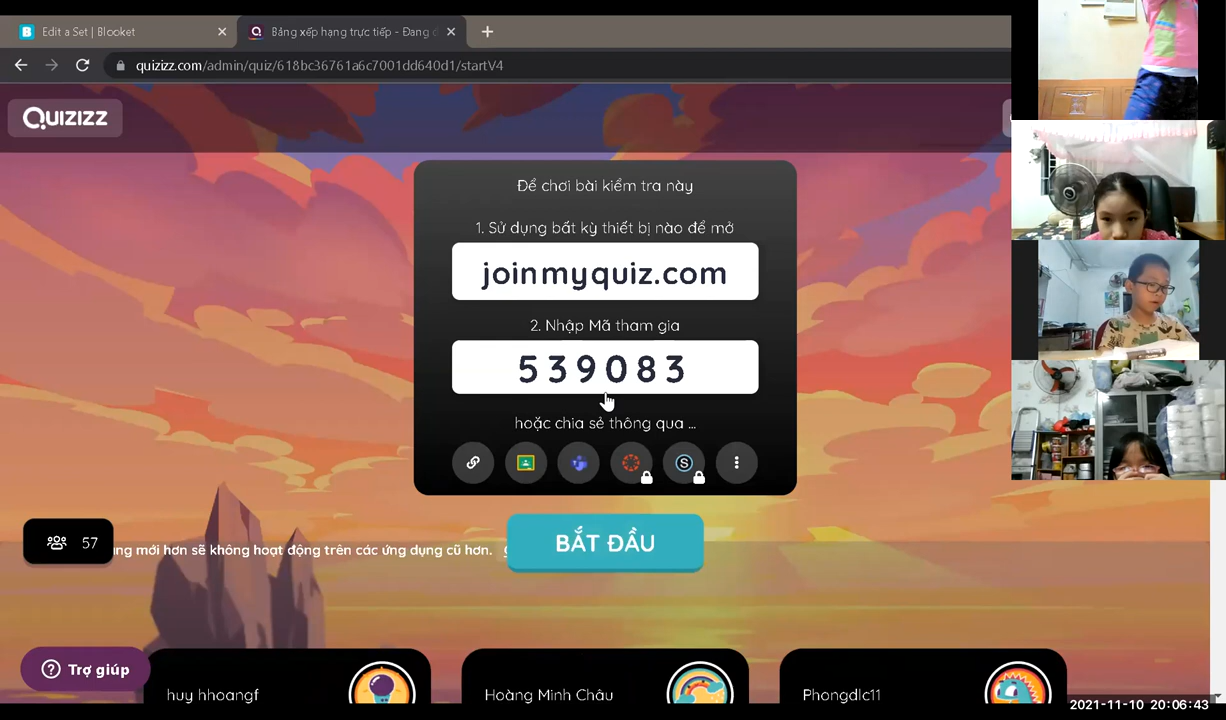 Edit a Set | Blooket
Bảng xếp hạng trực tiếp - Đang
quizizz.com/admin/quiz/618bc36761a6c7001dd640d1/startV4
QUIZIZZ
Để chơi bài kiểm tra này
1. Sử dụng bất kỳ thiết bị nào để mở
joinmyquiz.com
2. Nhập Mã tham gia
539083
hoặc chia sẻ thông qua ...
57
mới hơn sẽ không hoạt động trên các ứng dụng cũ hơn.
BẮT ĐẦU
Trợ giúp
huy hhoangf
Hoàng Minh Châu
Phongdlc11
2021-11-10 20:06:43